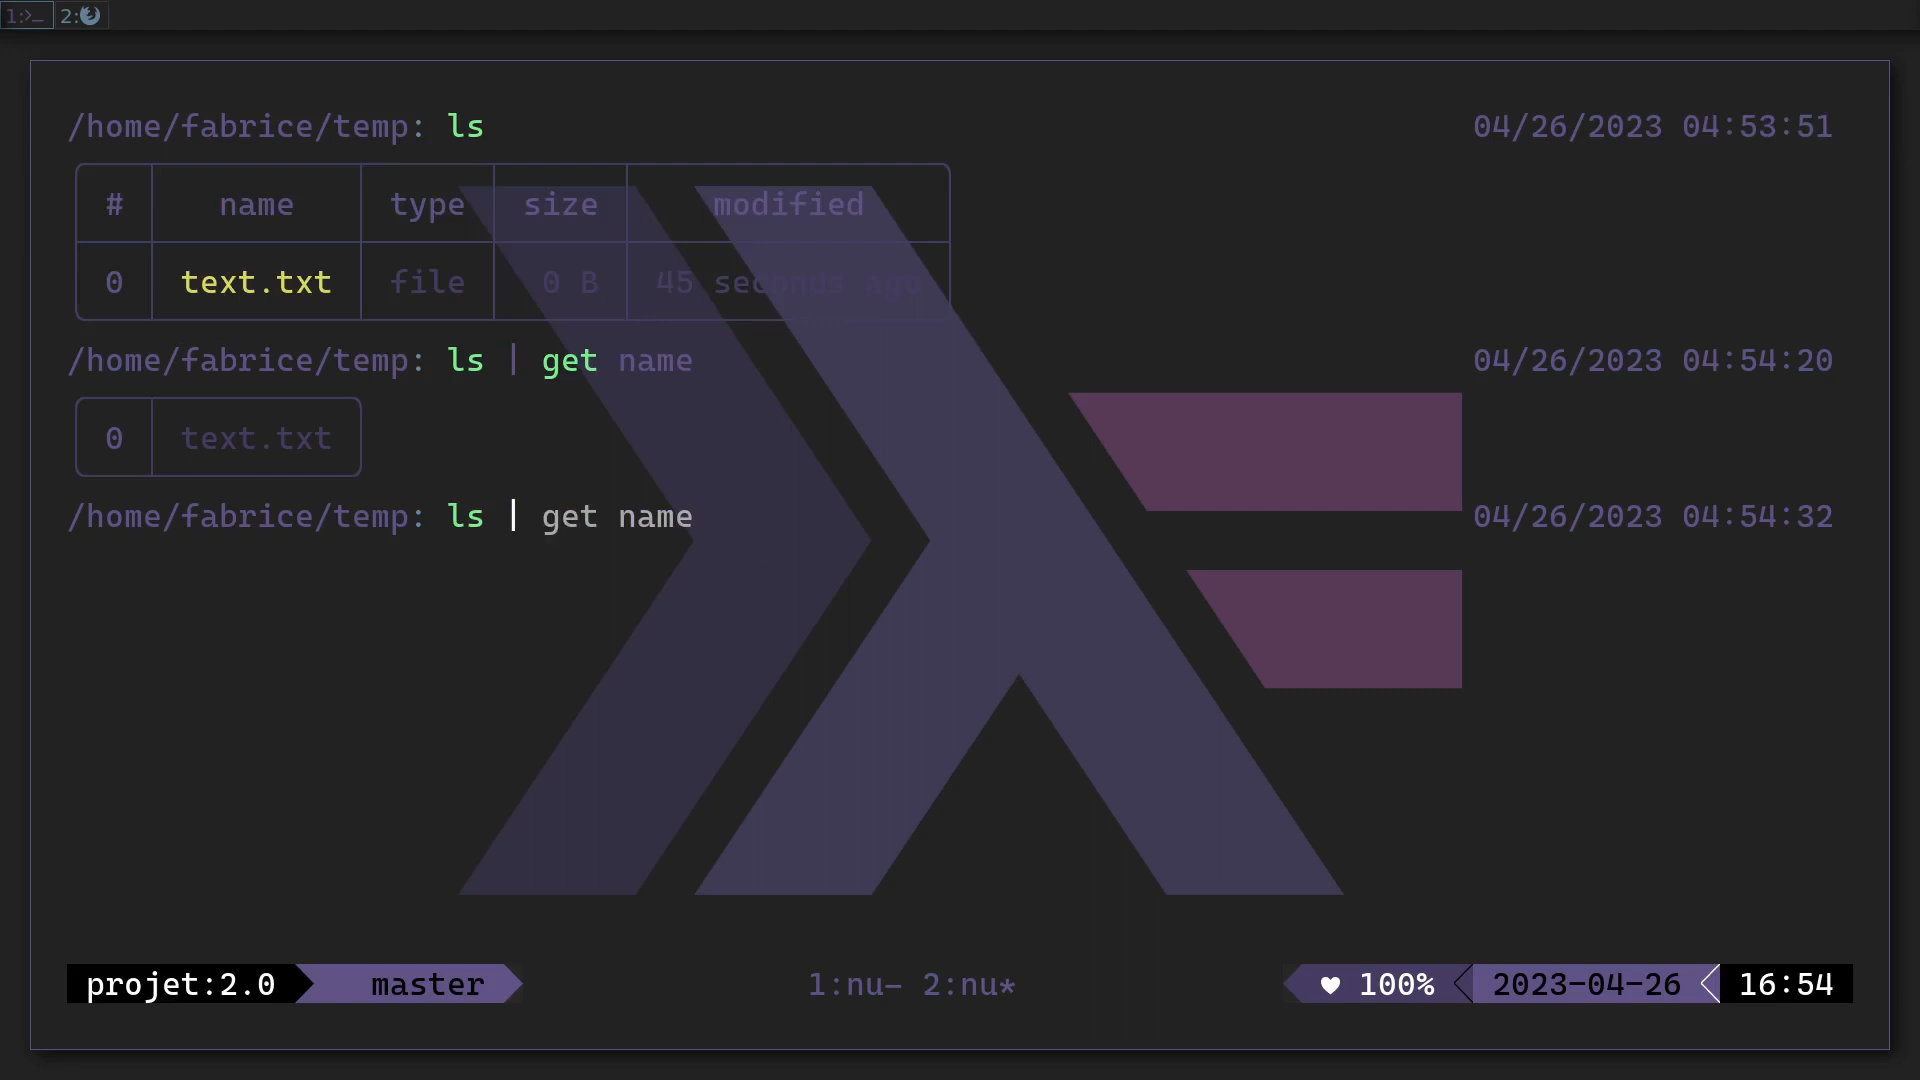 1:>_ 2:
/home/fabrice/temp: ls 04/26/2023 04:53:51
# name type size modified
0 text.txt file 0 B 45 seconds ago
/home/fabrice/temp: ls | get name 04/26/2023 04:54:20
0 text.txt
/home/fabrice/temp: ls | get name 04/26/2023 04:54:32
projet:2.0 master 1:nu- 2:nu* ♥ 100% 2023-04-26 16:54